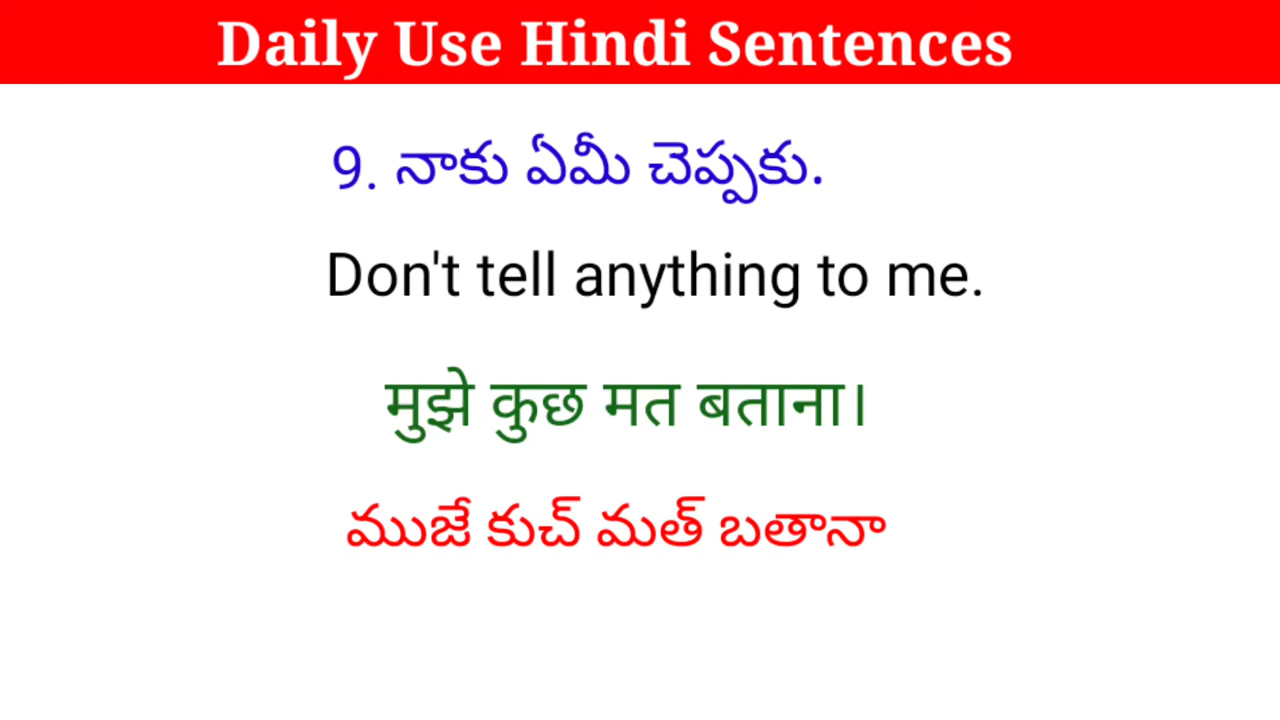 Daily Use Hindi Sentences
9. నాకు ఏమీ చెప్పకు.
Don't tell anything to me.
मुझे कुछ मत बताना।
ముజే కుచ్ మత్ బతానా